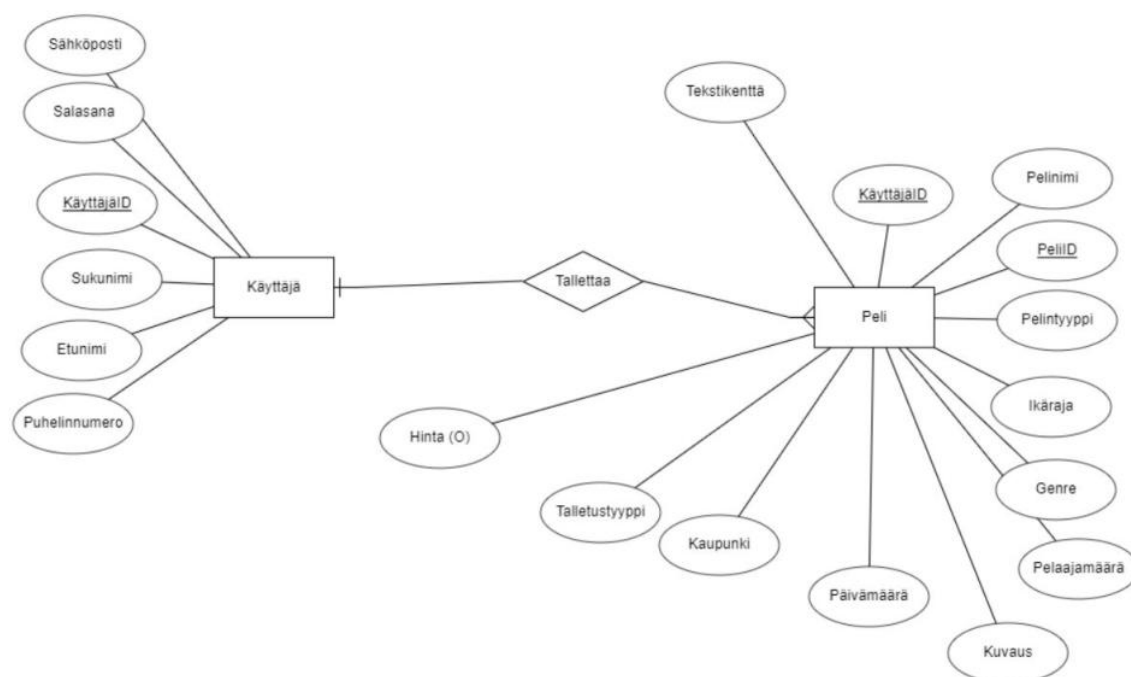 Sähköposti
Salasana
KäyttäjäID
Sukunimi
Etunimi
Puhelinnumero
Käyttäjä
Tallettaa
Tekstikenttä
KäyttäjäID
Pelinimi
PeliID
Pelintyyppi
Peli
Ikäraja
Genre
Pelaajamäärä
Kuvaus
Päivämäärä
Kaupunki
Talletustyyppi
Hinta (O)